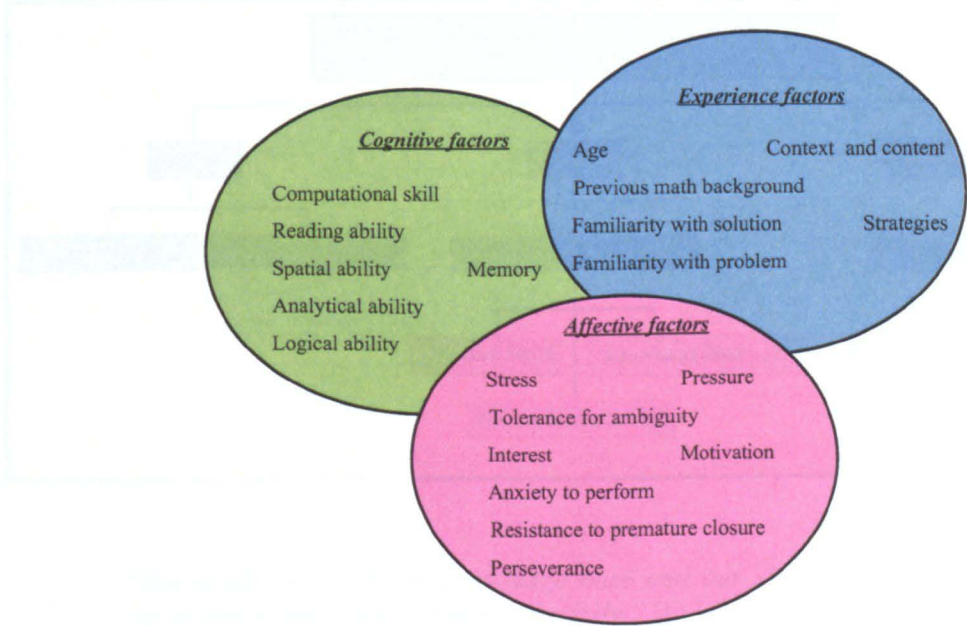 Cognitive factors
Computational skill
Reading ability
Spatial ability Memory
Analytical ability
Logical ability
Experience factors
Age Context and content
Previous math background
Familiarity with solution Strategies
Familiarity with problem
Affective factors
Stress Pressure
Tolerance for ambiguity
Interest Motivation
Anxiety to perform
Resistance to premature closure
Perseverance